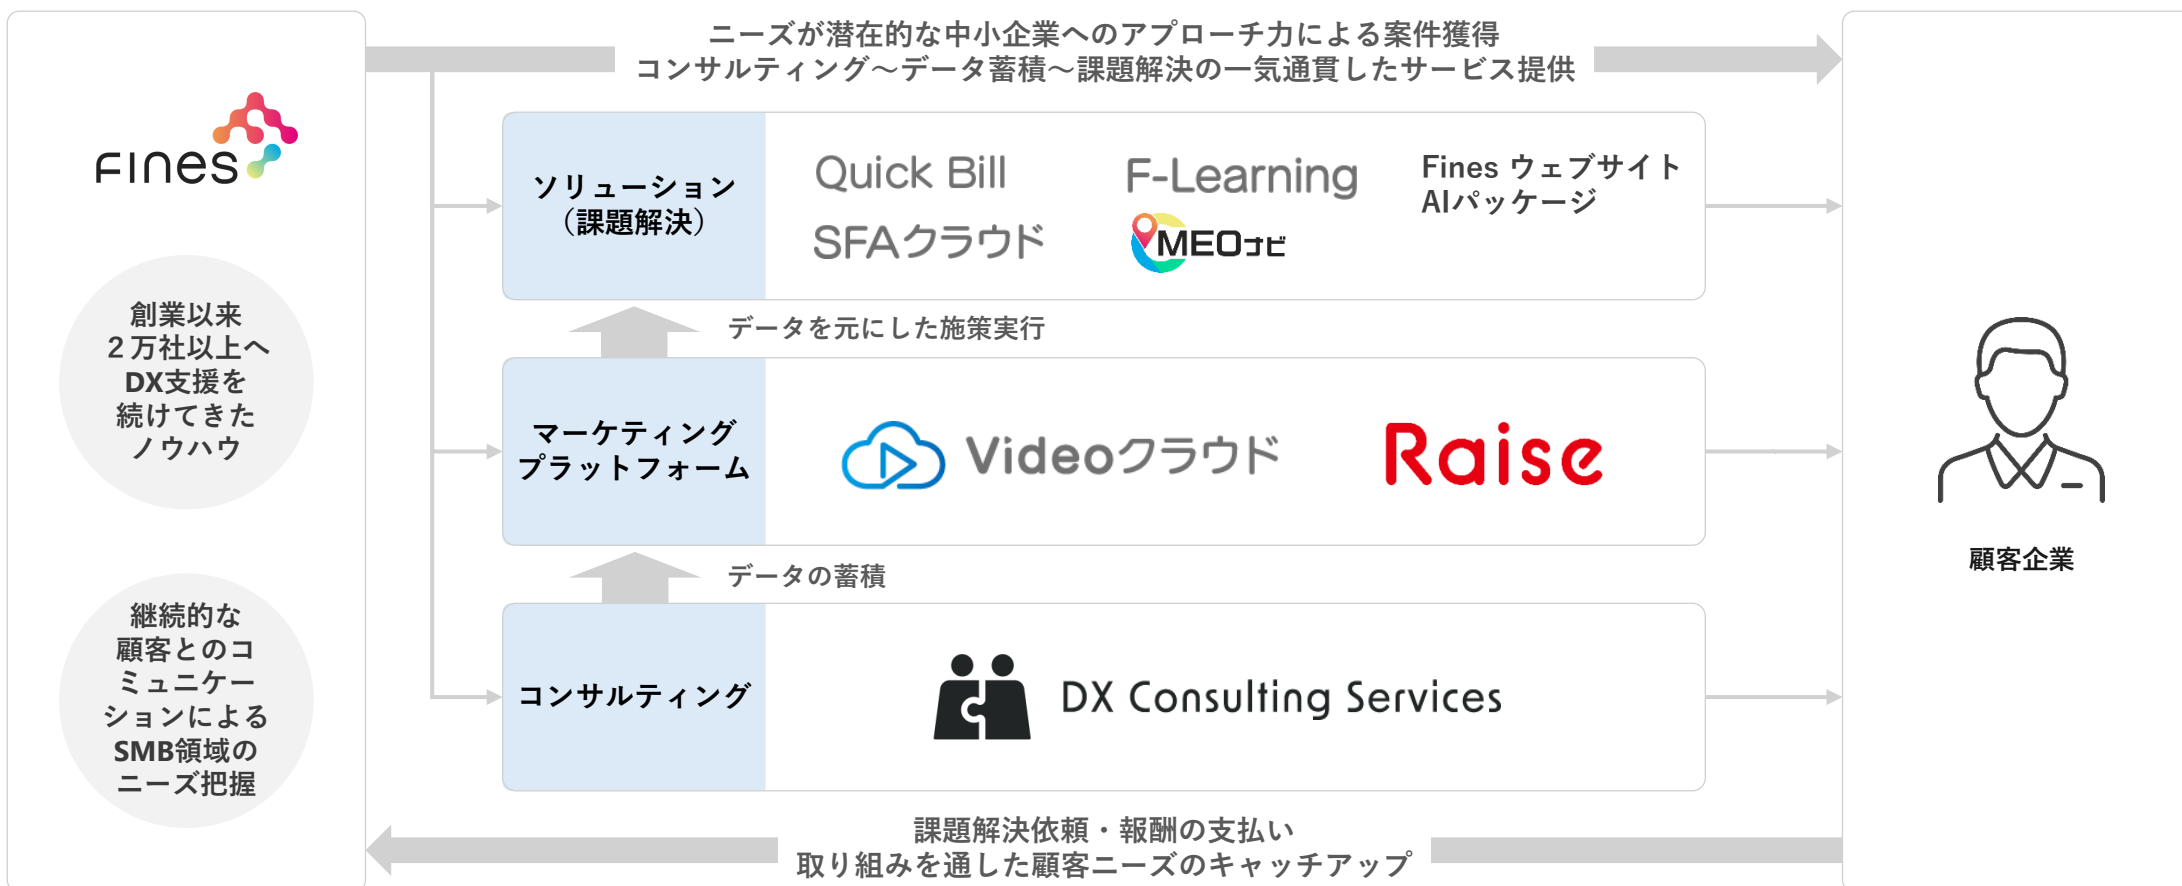 ニーズが潜在的な中小企業へのアプローチ力による案件獲得
コンサルティング～データ蓄積～課題解決の一気通貫したサービス提供
FINES
創業以来
２万社以上へ
DX支援を
続けてきた
ノウハウ
継続的な
顧客とのコ
ミュニケー
ションによる
SMB領域の
ニーズ把握
ソリューション
（課題解決）
Quick Bill
F-Learning
Fines ウェブサイト
AIパッケージ
SFAクラウド
MEOナビ
データを元にした施策実行
マーケティング
プラットフォーム
Videoクラウド
Raise
データの蓄積
コンサルティング
DX Consulting Services
顧客企業
課題解決依頼・報酬の支払い
取り組みを通した顧客ニーズのキャッチアップ